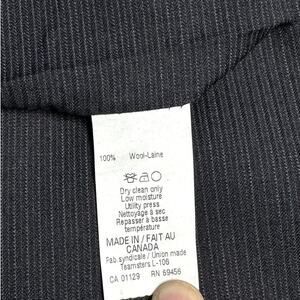 100% Wool-Laine
Dry clean only
Low moisture
Utility press
Nettoyage à sec
Repasser à basse
température
MADE IN / FAIT AU
CANADA
Fab.syndicale / Union made
Teamsters L-106
CA 01129 RN 69456